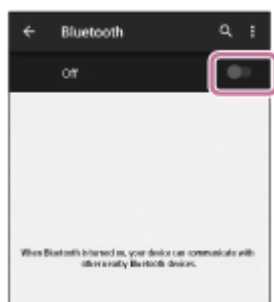 Bluetooth
Off
When Bluetooth is turned on, your device can communicate with
other nearby Bluetooth devices.